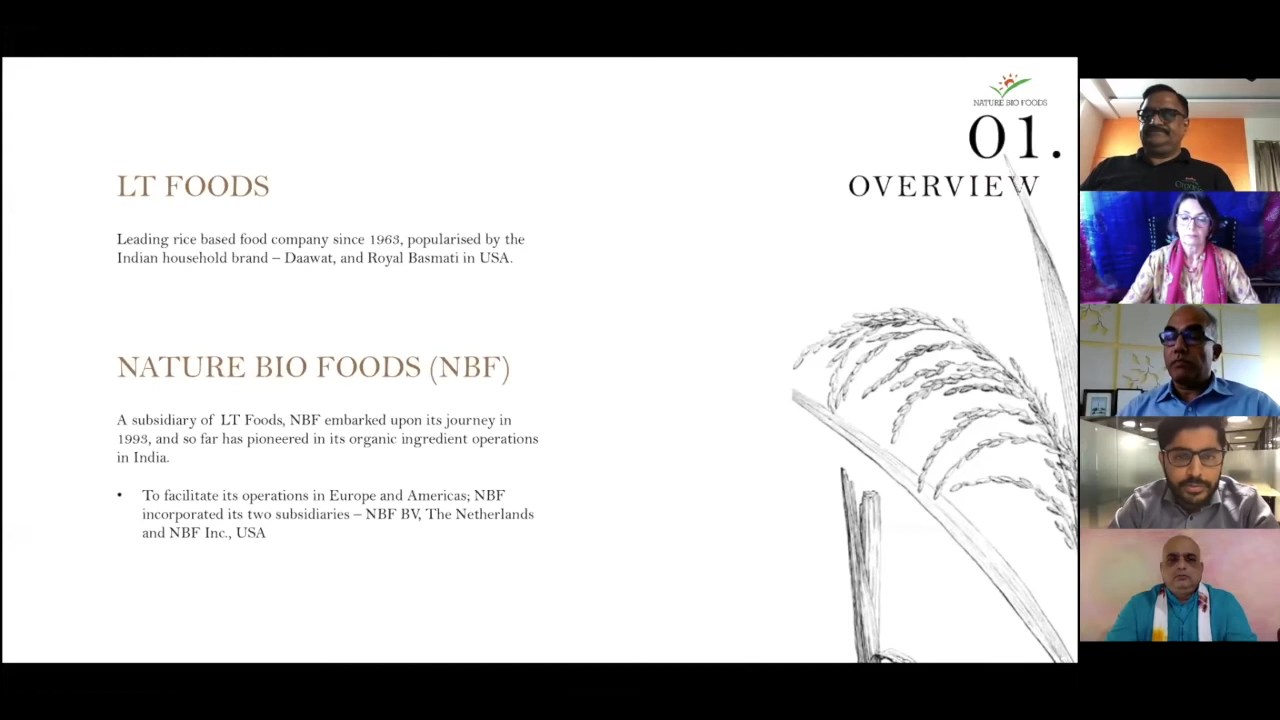 NATURE BIO FOODS
01.
OVERVIEW
LT FOODS
Leading rice based food company since 1963, popularised by the
Indian household brand – Daawat, and Royal Basmati in USA.
NATURE BIO FOODS (NBF)
A subsidiary of LT Foods, NBF embarked upon its journey in
1993, and so far has pioneered in its organic ingredient operations
in India.
• To facilitate its operations in Europe and Americas; NBF
incorporated its two subsidiaries – NBF BV, The Netherlands
and NBF Inc., USA